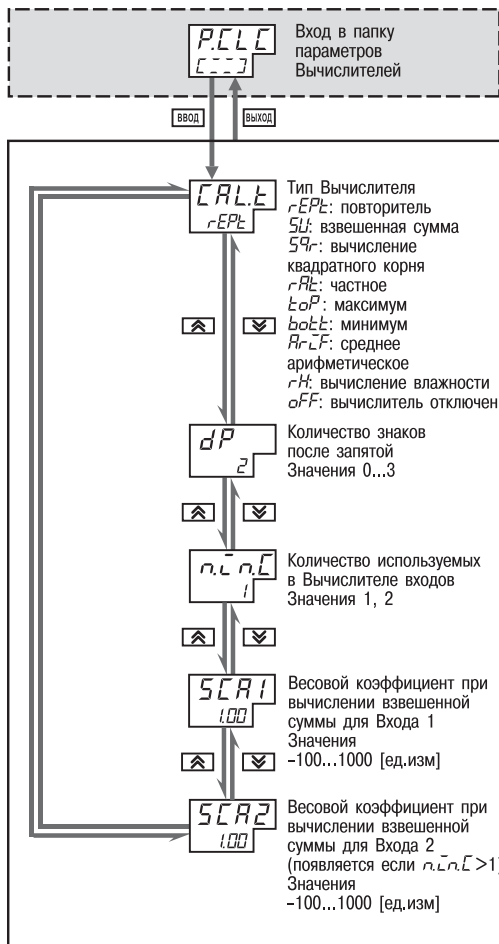 P.CLC
[---]
Вход в папку
параметров
Вычислителей
ВВОД
ВЫХОД
CAL.t
rEPt
Тип Вычислителя
rEPt: повторитель
SU: взвешенная сумма
Sqr: вычисление
квадратного корня
rAt: частное
toP: максимум
bott: минимум
AriF: среднее
арифметическое
rH: вычисление влажности
oFF: вычислитель отключен
dP
2
Количество знаков
после запятой
Значения 0...3
n.in.C
1
Количество используемых
в Вычислителе входов
Значения 1, 2
SCA1
1.00
Весовой коэффициент при
вычислении взвешенной
суммы для Входа 1
Значения
-100...1000 [ед.изм]
SCA2
1.00
Весовой коэффициент при
вычислении взвешенной
суммы для Входа 2
(появляется если n.in.C>1)
Значения
-100...1000 [ед.изм]